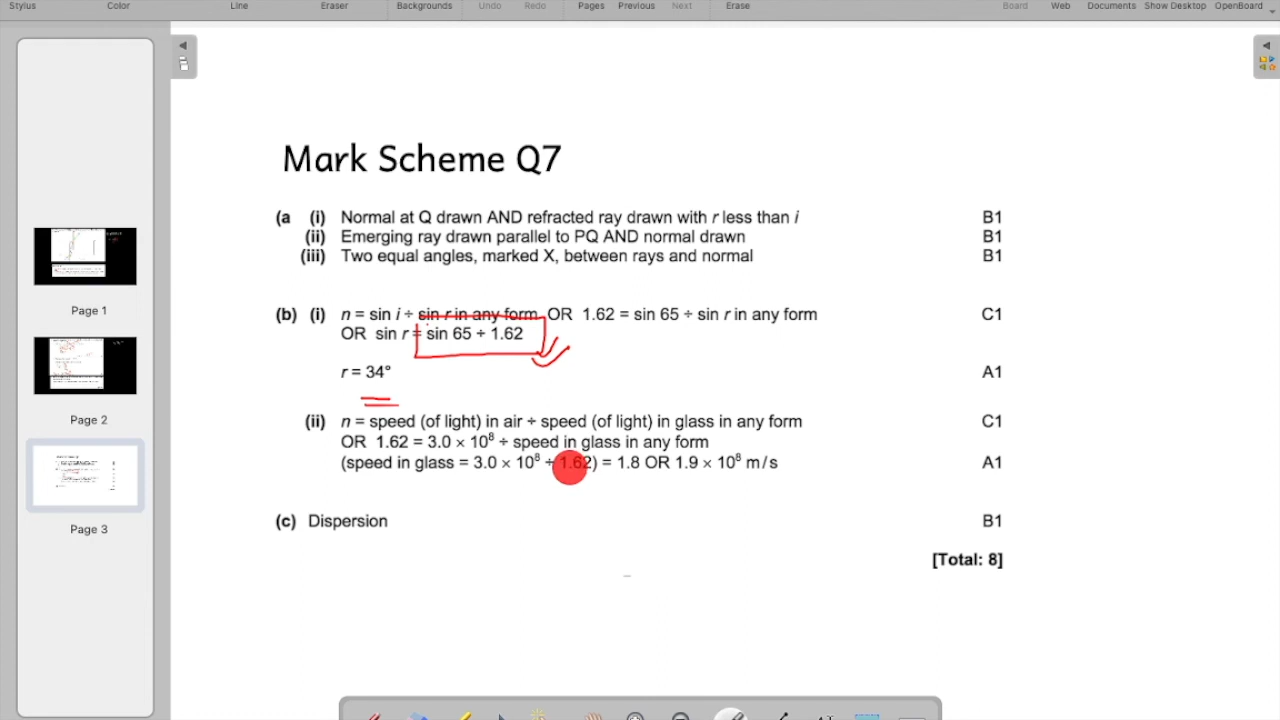 Stylus Color Line Eraser Backgrounds Undo Redo Pages Previous Next Erase Board Web Documents Show Desktop OpenBoard
Mark Scheme Q7
(a (i) Normal at Q drawn AND refracted ray drawn with r less than i B1
(ii) Emerging ray drawn parallel to PQ AND normal drawn B1
(iii) Two equal angles, marked X, between rays and normal B1
(b) (i) n = sin i ÷ sin r in any form OR 1.62 = sin 65 ÷ sin r in any form C1
OR sin r = sin 65 ÷ 1.62
r = 34° A1
(ii) n = speed (of light) in air ÷ speed (of light) in glass in any form C1
OR 1.62 = 3.0 × 10⁸ ÷ speed in glass in any form
(speed in glass = 3.0 × 10⁸ ÷ 1.62) = 1.8 OR 1.9 × 10⁸ m/s A1
(c) Dispersion B1
[Total: 8]
Page 1
Page 2
Page 3